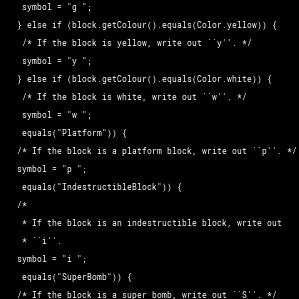 symbol = "g ";
} else if (block.getColour().equals(Color.yellow)) {
/* If the block is yellow, write out ``y''. */
symbol = "y ";
} else if (block.getColour().equals(Color.white)) {
/* If the block is white, write out ``w''. */
symbol = "w ";
equals("Platform")) {
/* If the block is a platform block, write out ``p''. */
symbol = "p ";
equals("IndestructibleBlock")) {
/*
* If the block is an indestructible block, write out
* ``i''.
symbol = "i ";
equals("SuperBomb")) {
/* If the block is a super bomb, write out ``S''. */